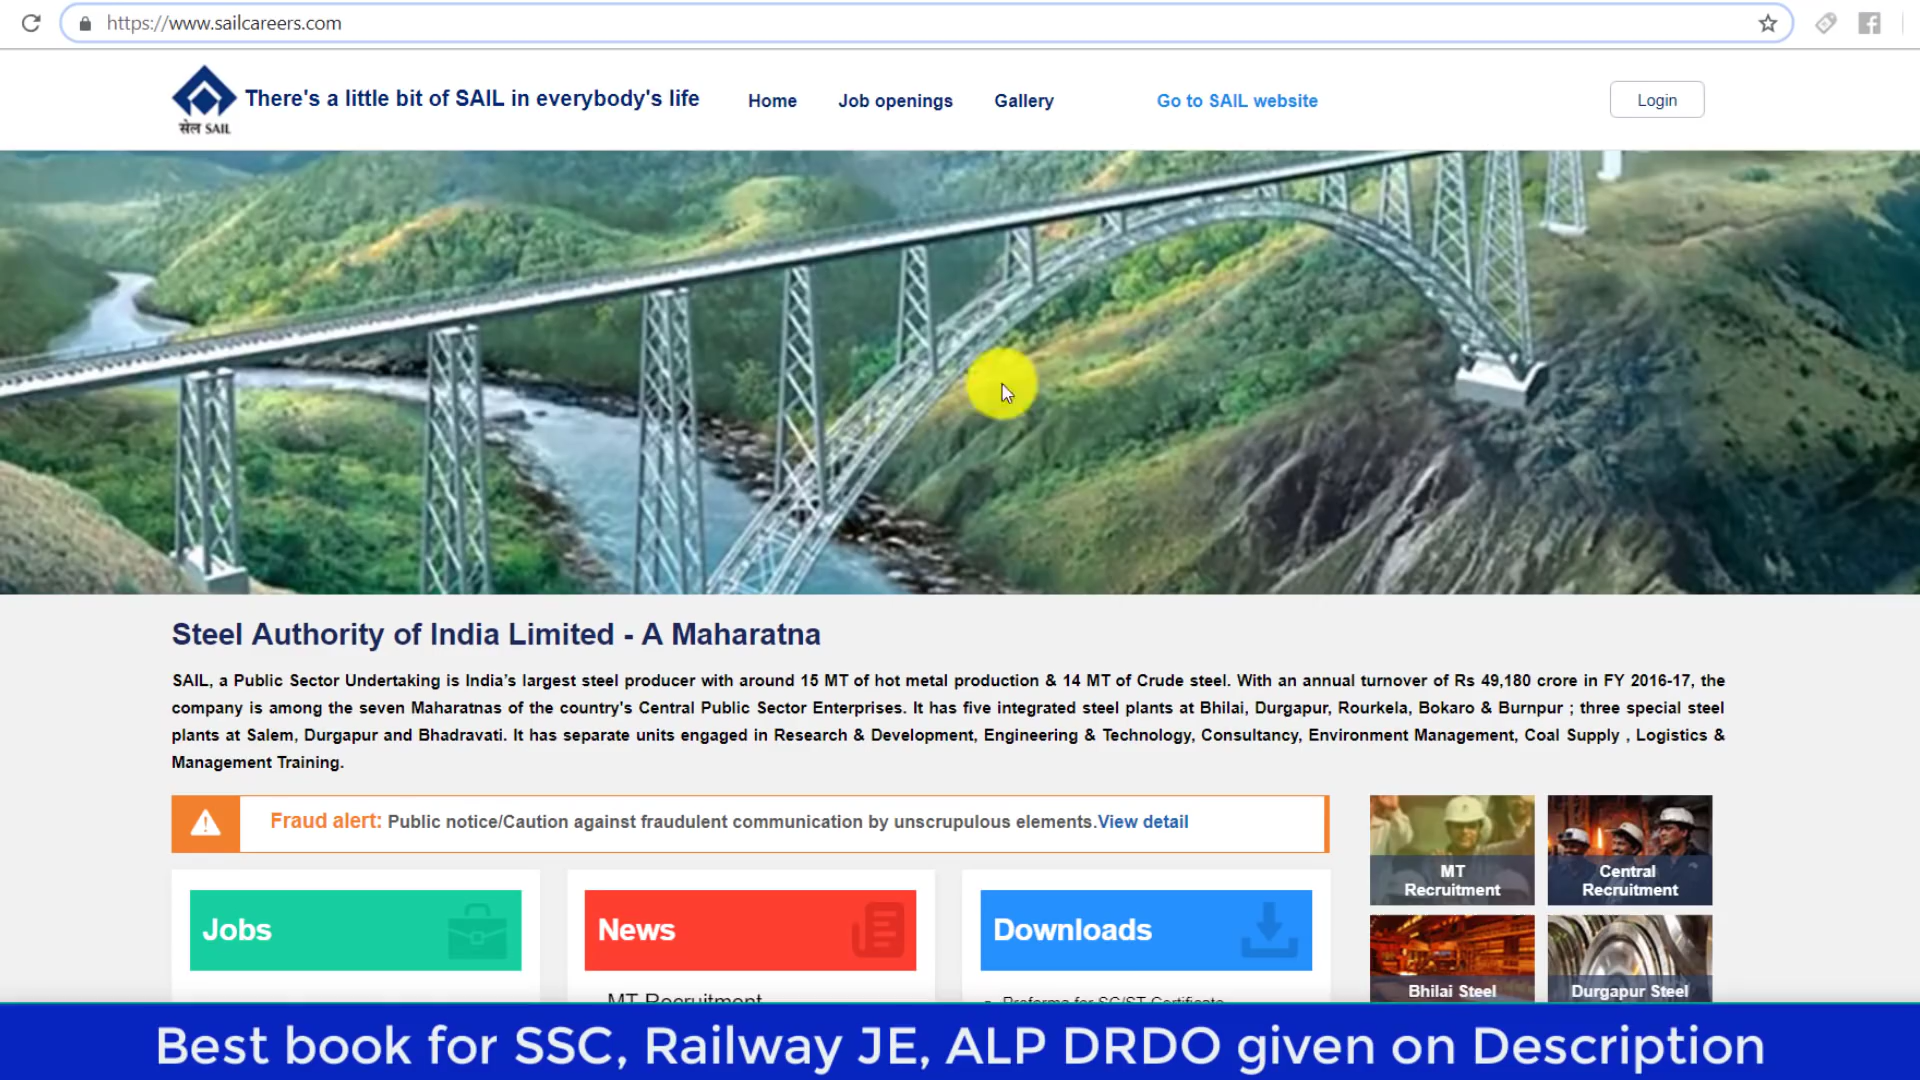 https://www.sailcareers.com
सेल SAIL
There's a little bit of SAIL in everybody's life
Home
Job openings
Gallery
Go to SAIL website
Login
Steel Authority of India Limited - A Maharatna
SAIL, a Public Sector Undertaking is India's largest steel producer with around 15 MT of hot metal production & 14 MT of Crude steel. With an annual turnover of Rs 49,180 crore in FY 2016-17, the
company is among the seven Maharatnas of the country's Central Public Sector Enterprises. It has five integrated steel plants at Bhilai, Durgapur, Rourkela, Bokaro & Burnpur ; three special steel
plants at Salem, Durgapur and Bhadravati. It has separate units engaged in Research & Development, Engineering & Technology, Consultancy, Environment Management, Coal Supply , Logistics &
Management Training.
Fraud alert: Public notice/Caution against fraudulent communication by unscrupulous elements.View detail
MT
Recruitment
Central
Recruitment
Jobs
News
Downloads
Bhilai Steel
Durgapur Steel
MT Recruitment
Preforma for SC/ST Certificate
Best book for SSC, Railway JE, ALP DRDO given on Description